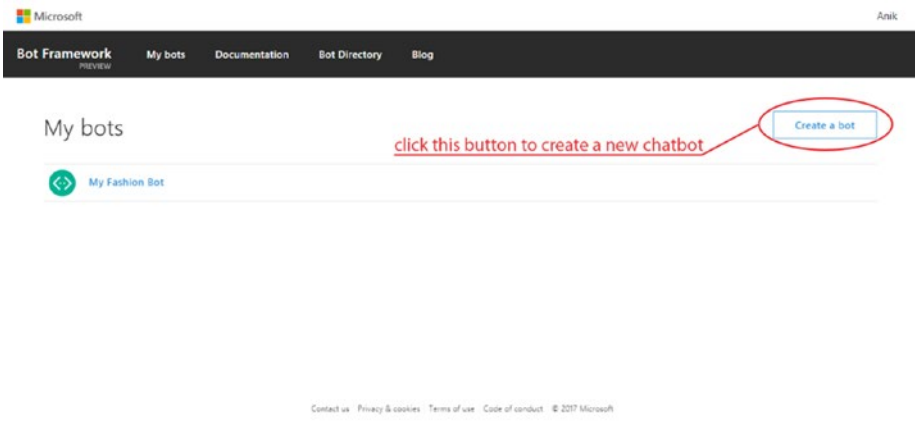 Microsoft Anik
Bot Framework My bots Documentation Bot Directory Blog
PREVIEW
My bots
Create a bot
click this button to create a new chatbot
My Fashion Bot
Contact us Privacy & cookies Terms of use Code of conduct © 2017 Microsoft